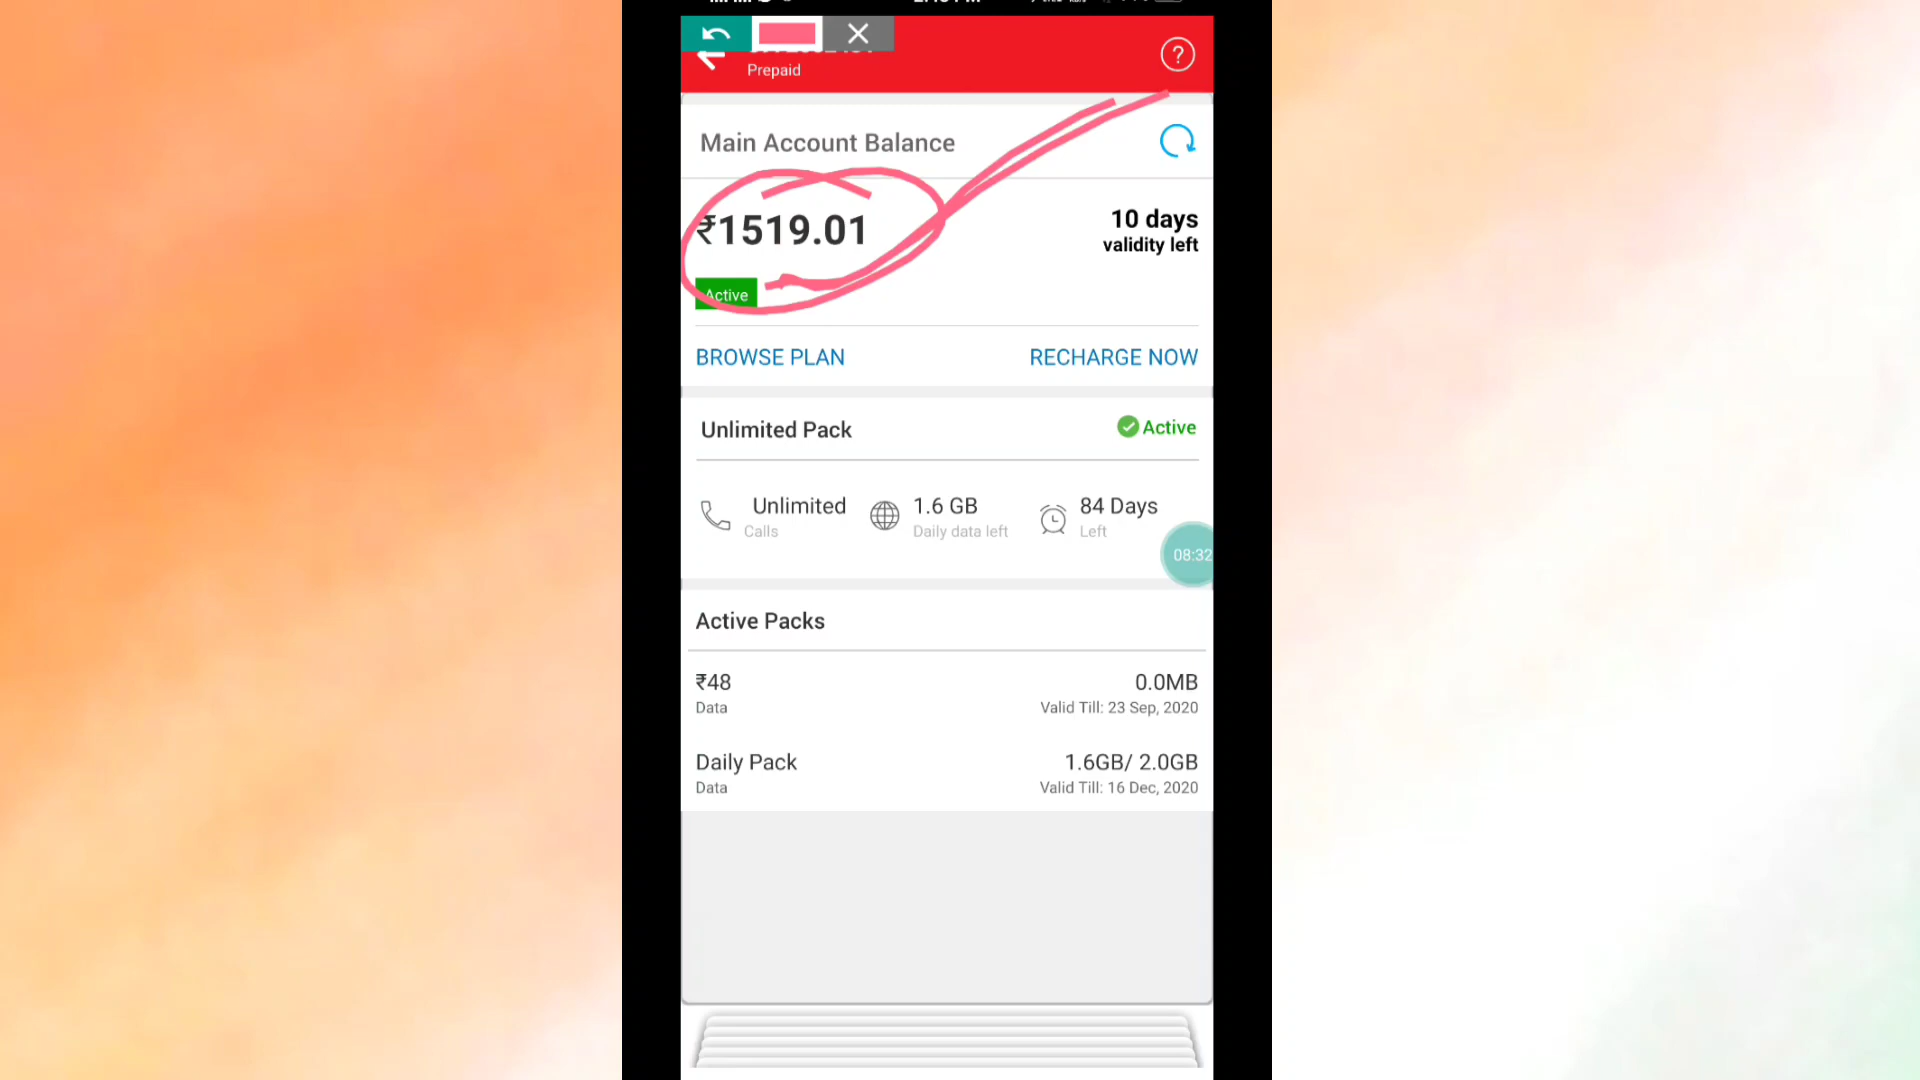 Prepaid
Main Account Balance
₹1519.01
10 days
validity left
Active
BROWSE PLAN
RECHARGE NOW
Unlimited Pack
Active
Unlimited
Calls
1.6 GB
Daily data left
84 Days
Left
08:32
Active Packs
₹48
0.0MB
Data
Valid Till: 23 Sep, 2020
Daily Pack
1.6GB/ 2.0GB
Data
Valid Till: 16 Dec, 2020